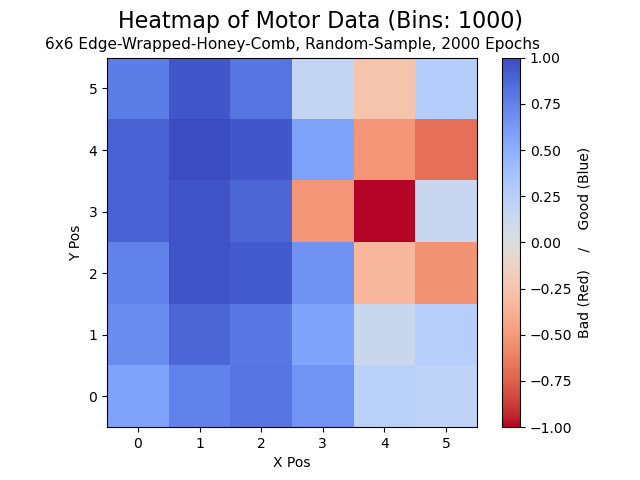 Heatmap of Motor Data (Bins: 1000)
6x6 Edge-Wrapped-Honey-Comb, Random-Sample, 2000 Epochs
5
4
3
2
1
0
Y Pos
0 1 2 3 4 5
X Pos
1.00
0.75
0.50
0.25
0.00
−0.25
−0.50
−0.75
−1.00
Bad (Red) / Good (Blue)